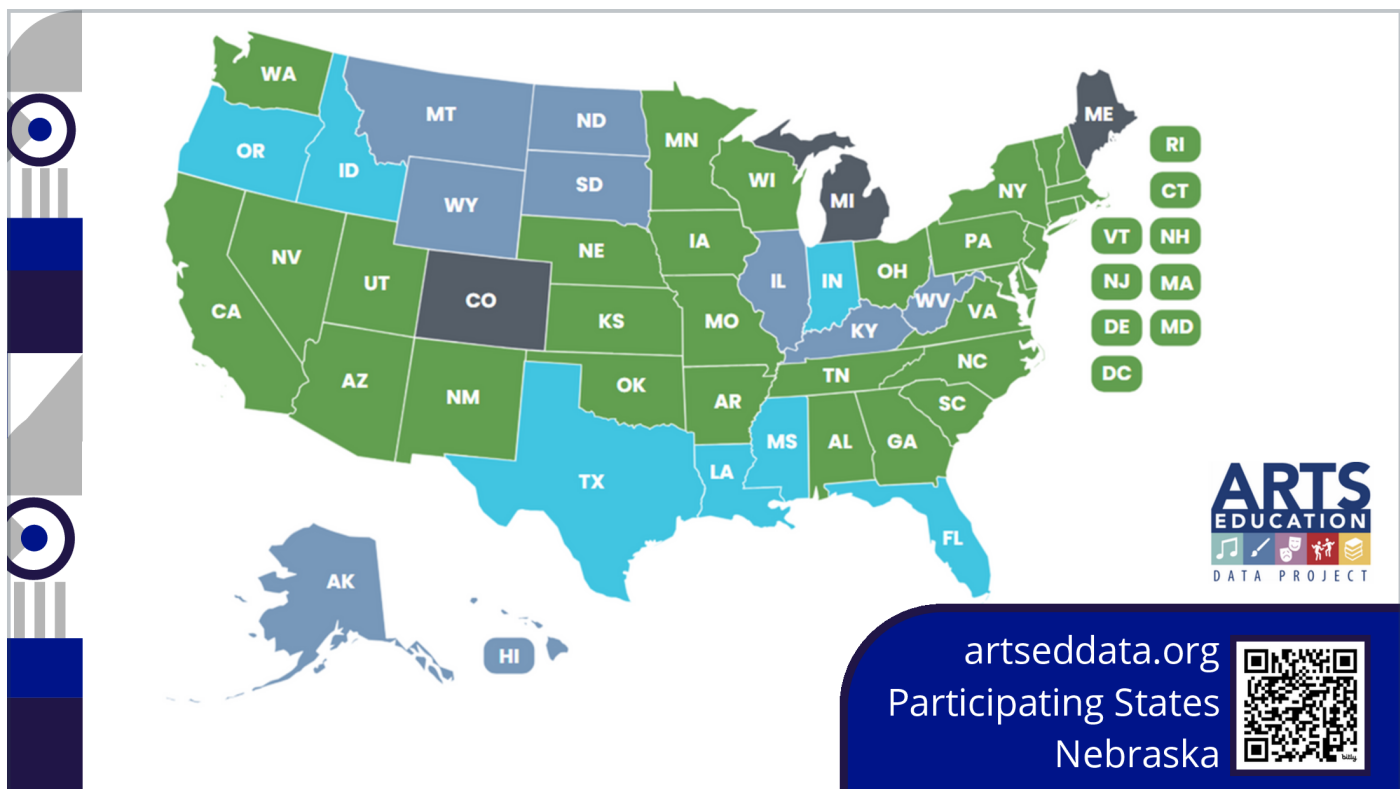 WA
MT
ND
MN
ME
OR
ID
SD
WI
MI
NY
RI
WY
CT
NE
IA
PA
VT
NH
NV
UT
CO
IL
IN
OH
NJ
MA
CA
KS
MO
KY
WV
VA
DE
MD
AZ
NM
OK
AR
TN
NC
SC
DC
TX
LA
MS
AL
GA
FL
AK
HI
ARTS
EDUCATION
DATA PROJECT
artseddata.org
Participating States
Nebraska
bitly